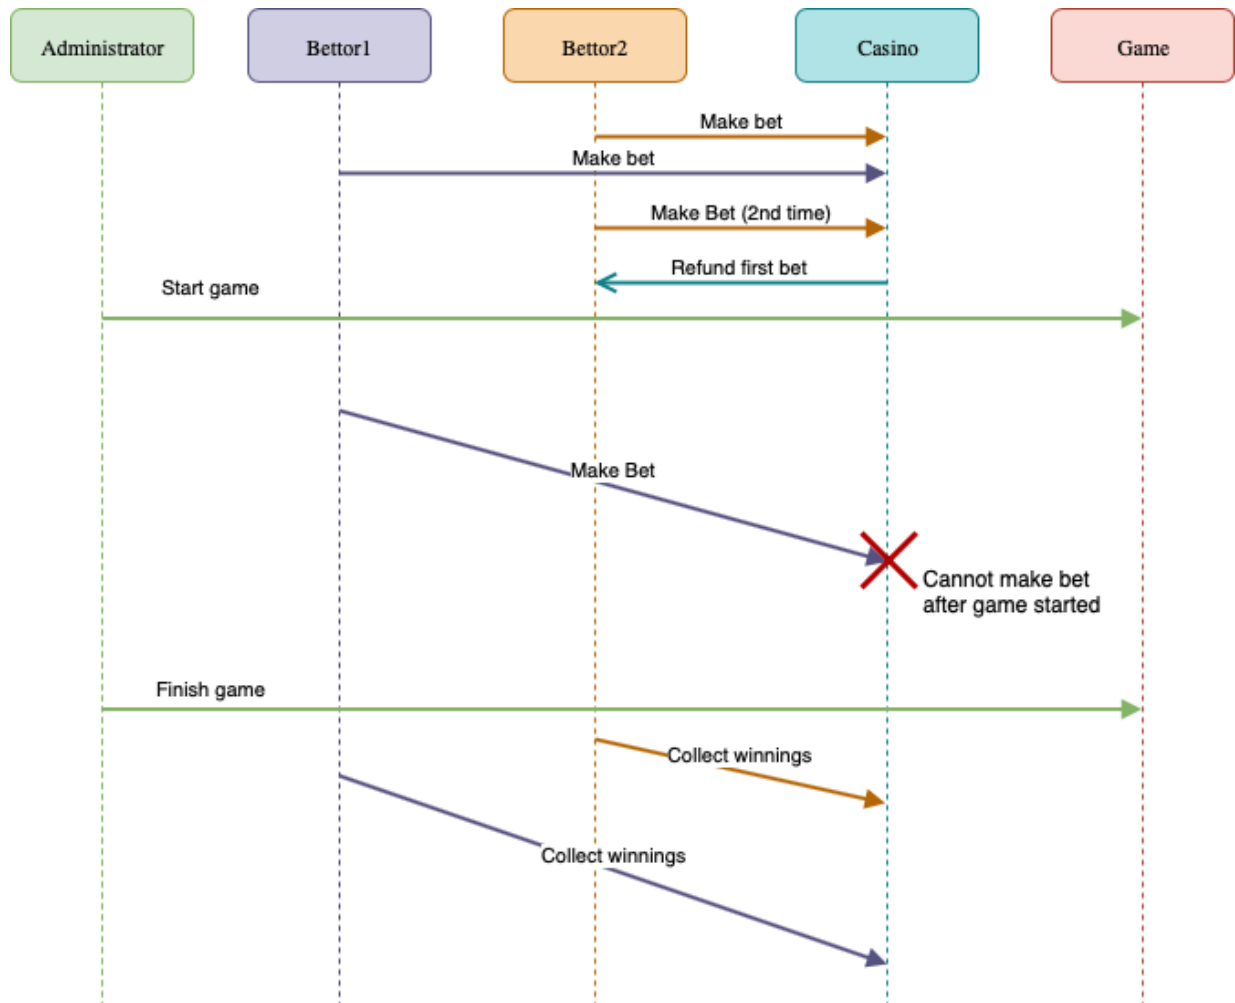 Administrator
Bettor1
Bettor2
Casino
Game
Make bet
Make bet
Make Bet (2nd time)
Refund first bet
Start game
Make Bet
Cannot make bet
after game started
Finish game
Collect winnings
Collect winnings